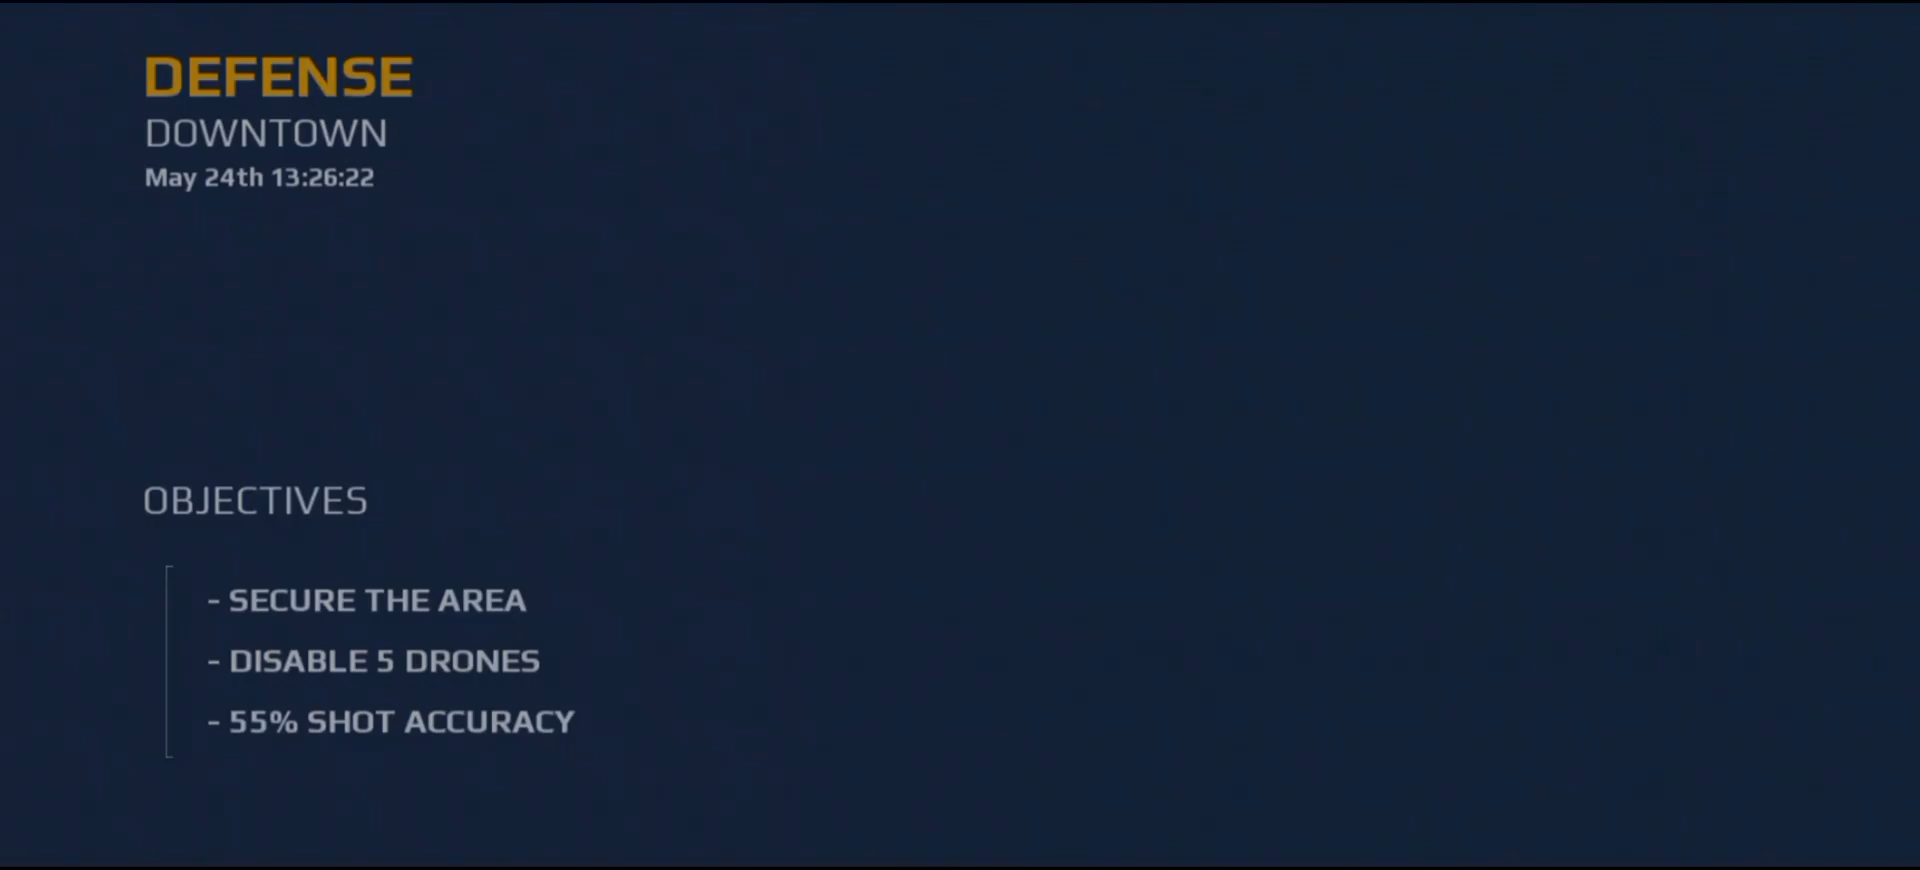 DEFENSE
DOWNTOWN
May 24th 13:26:22
OBJECTIVES
- SECURE THE AREA
- DISABLE 5 DRONES
- 55% SHOT ACCURACY